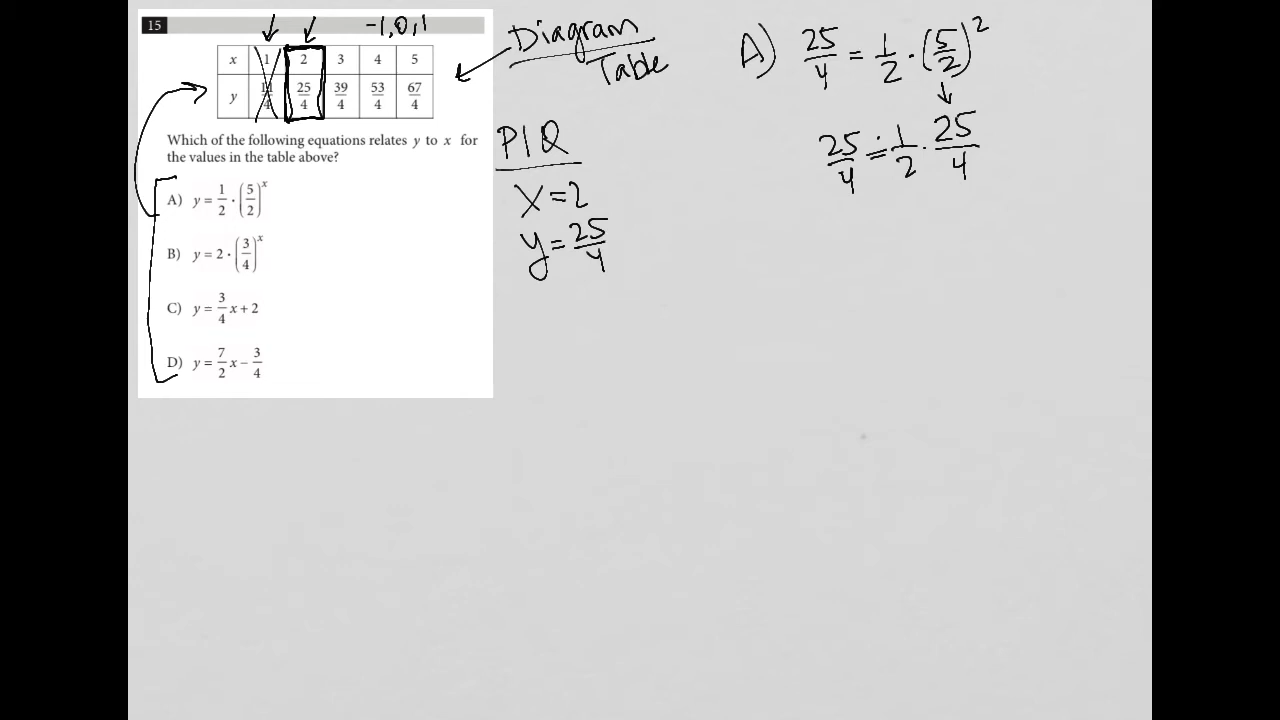 15
-1,0,1
x 1 2 3 4 5
y 11/4 25/4 39/4 53/4 67/4
Which of the following equations relates y to x for
the values in the table above?
A) y = 1/2 · (5/2)^x
B) y = 2 · (3/4)^x
C) y = 3/4 x + 2
D) y = 7/2 x − 3/4
Diagram
Table
PIQ
x = 2
y = 25/4
A) 25/4 = 1/2 · (5/2)^2
25/4 = 1/2 · 25/4